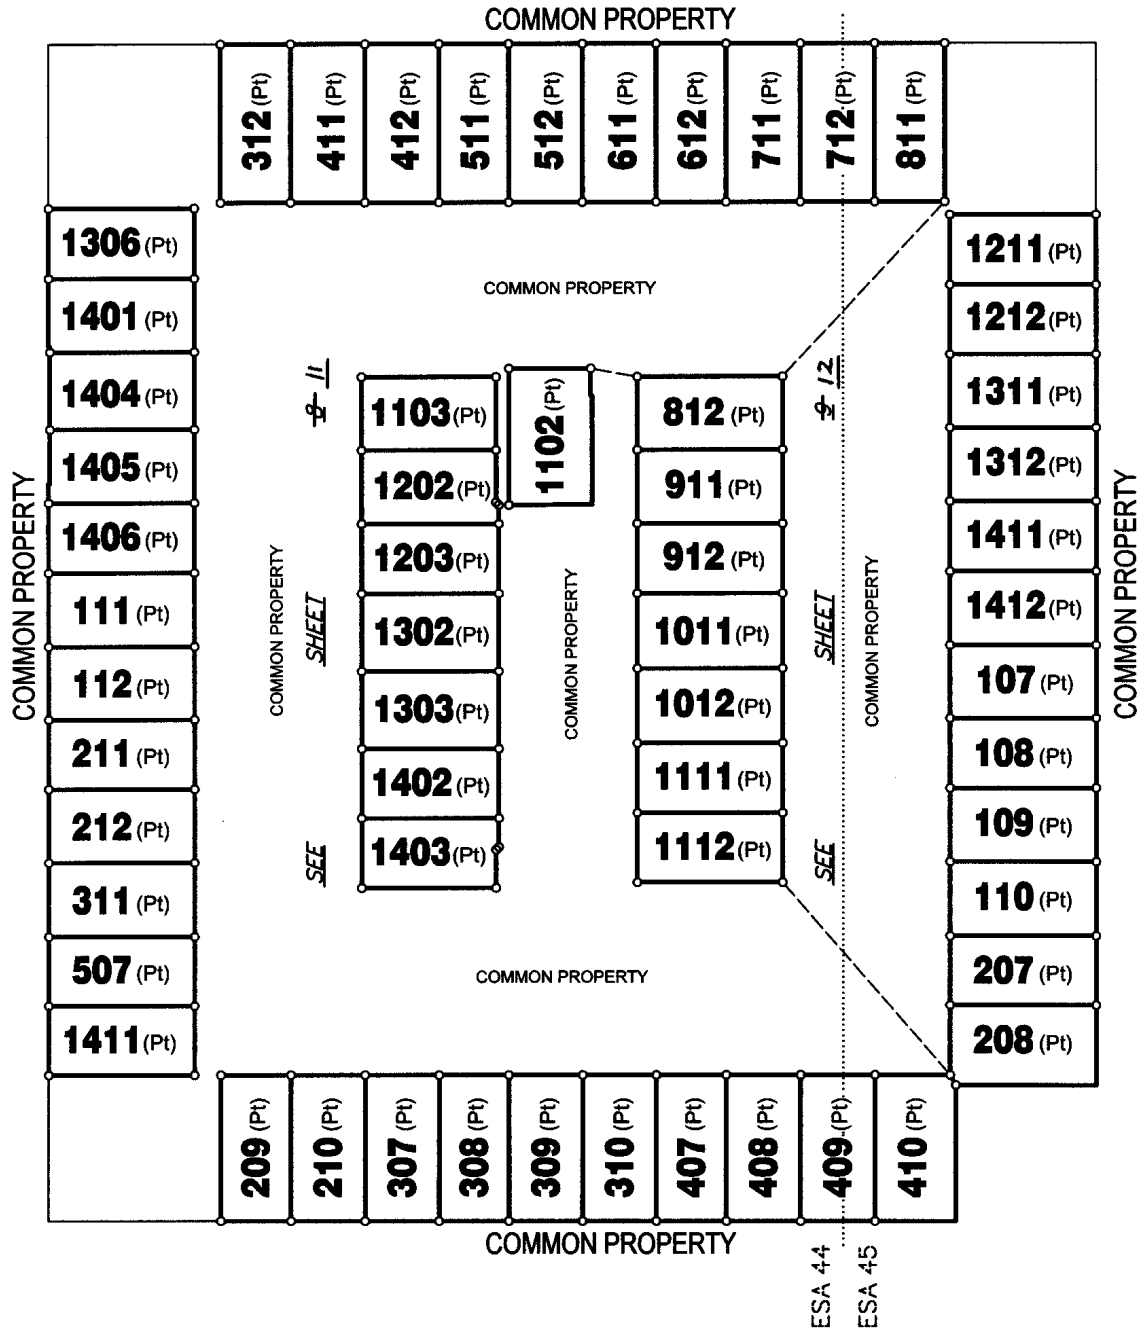 COMMON PROPERTY
312 (Pt)
411 (Pt)
412 (Pt)
511 (Pt)
512 (Pt)
611 (Pt)
612 (Pt)
711 (Pt)
712 (Pt)
811 (Pt)
COMMON PROPERTY
1306 (Pt)
1401 (Pt)
1404 (Pt)
1405 (Pt)
1406 (Pt)
111 (Pt)
112 (Pt)
211 (Pt)
212 (Pt)
311 (Pt)
507 (Pt)
1411 (Pt)
COMMON PROPERTY
COMMON PROPERTY
SEE SHEET 9 11
1103 (Pt)
1202 (Pt)
1203 (Pt)
1302 (Pt)
1303 (Pt)
1402 (Pt)
1403 (Pt)
1102 (Pt)
COMMON PROPERTY
812 (Pt)
911 (Pt)
912 (Pt)
1011 (Pt)
1012 (Pt)
1111 (Pt)
1112 (Pt)
SEE SHEET 9 12
COMMON PROPERTY
1211 (Pt)
1212 (Pt)
1311 (Pt)
1312 (Pt)
1411 (Pt)
1412 (Pt)
107 (Pt)
108 (Pt)
109 (Pt)
110 (Pt)
207 (Pt)
208 (Pt)
COMMON PROPERTY
COMMON PROPERTY
209 (Pt)
210 (Pt)
307 (Pt)
308 (Pt)
309 (Pt)
310 (Pt)
407 (Pt)
408 (Pt)
409 (Pt)
410 (Pt)
COMMON PROPERTY
ESA 44
ESA 45